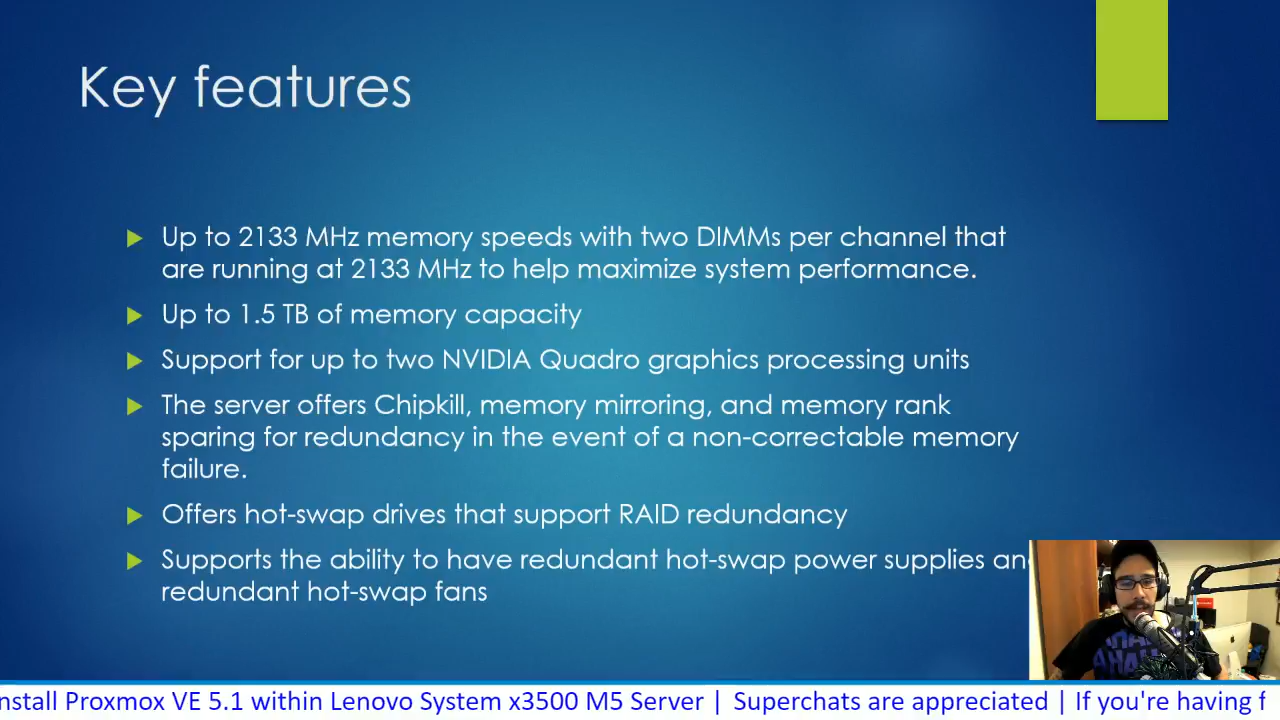 Key features
Up to 2133 MHz memory speeds with two DIMMs per channel that
are running at 2133 MHz to help maximize system performance.
Up to 1.5 TB of memory capacity
Support for up to two NVIDIA Quadro graphics processing units
The server offers Chipkill, memory mirroring, and memory rank
sparing for redundancy in the event of a non-correctable memory
failure.
Offers hot-swap drives that support RAID redundancy
Supports the ability to have redundant hot-swap power supplies an
redundant hot-swap fans
nstall Proxmox VE 5.1 within Lenovo System x3500 M5 Server | Superchats are appreciated | If you're having f